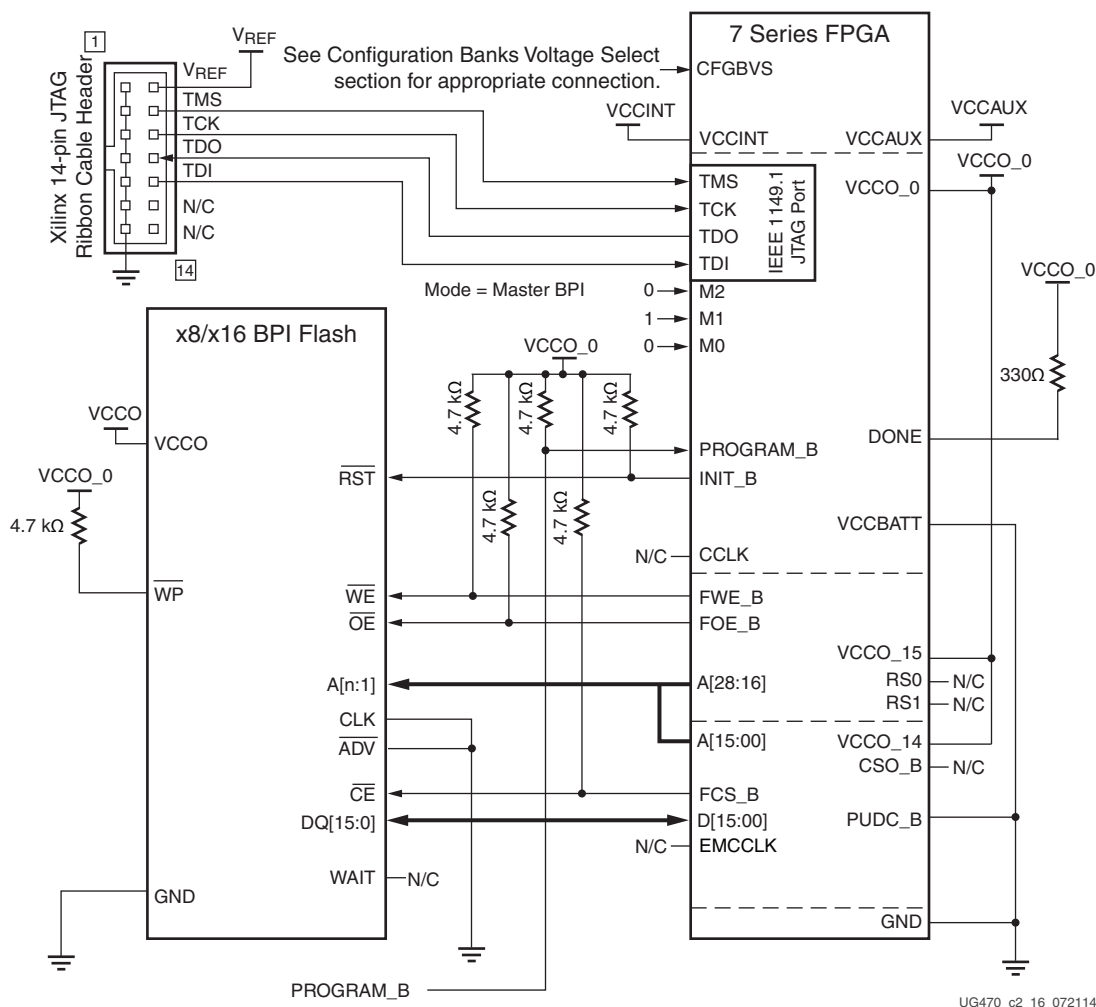 7 Series FPGA
1
VREF
See Configuration Banks Voltage Select
section for appropriate connection.
CFGBVS
Xilinx 14-pin JTAG
Ribbon Cable Header
VREF
TMS
TCK
TDO
TDI
N/C
N/C
14
VCCINT
VCCINT
VCCAUX
VCCAUX
VCCO_0
VCCO_0
TMS
TCK
TDO
TDI
IEEE 1149.1
JTAG Port
Mode = Master BPI
0
M2
1
M1
0
M0
VCCO_0
330Ω
DONE
x8/x16 BPI Flash
VCCO_0
4.7 kΩ
4.7 kΩ
4.7 kΩ
4.7 kΩ
4.7 kΩ
VCCO
VCCO
VCCO_0
4.7 kΩ
WP
RST
PROGRAM_B
INIT_B
VCCBATT
N/C
CCLK
WE
FWE_B
OE
FOE_B
VCCO_15
A[n:1]
A[28:16]
RS0
N/C
RS1
N/C
CLK
ADV
A[15:00]
VCCO_14
CSO_B
N/C
CE
FCS_B
DQ[15:0]
D[15:00]
PUDC_B
N/C
EMCCLK
WAIT
N/C
GND
GND
PROGRAM_B
UG470_c2_16_072114